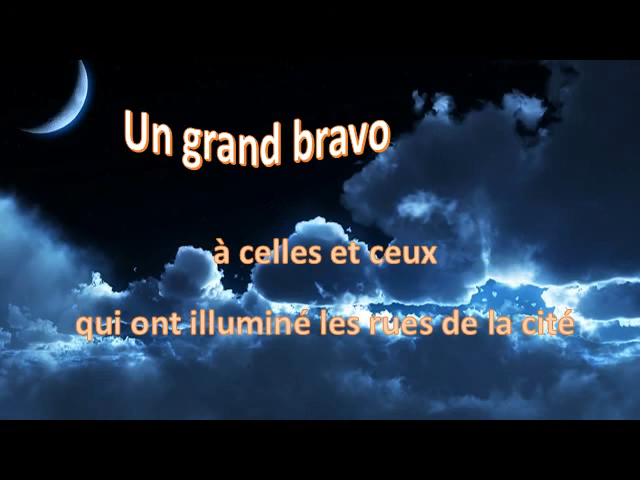 Un grand bravo
à celles et ceux
qui ont illuminé les rues de la cité